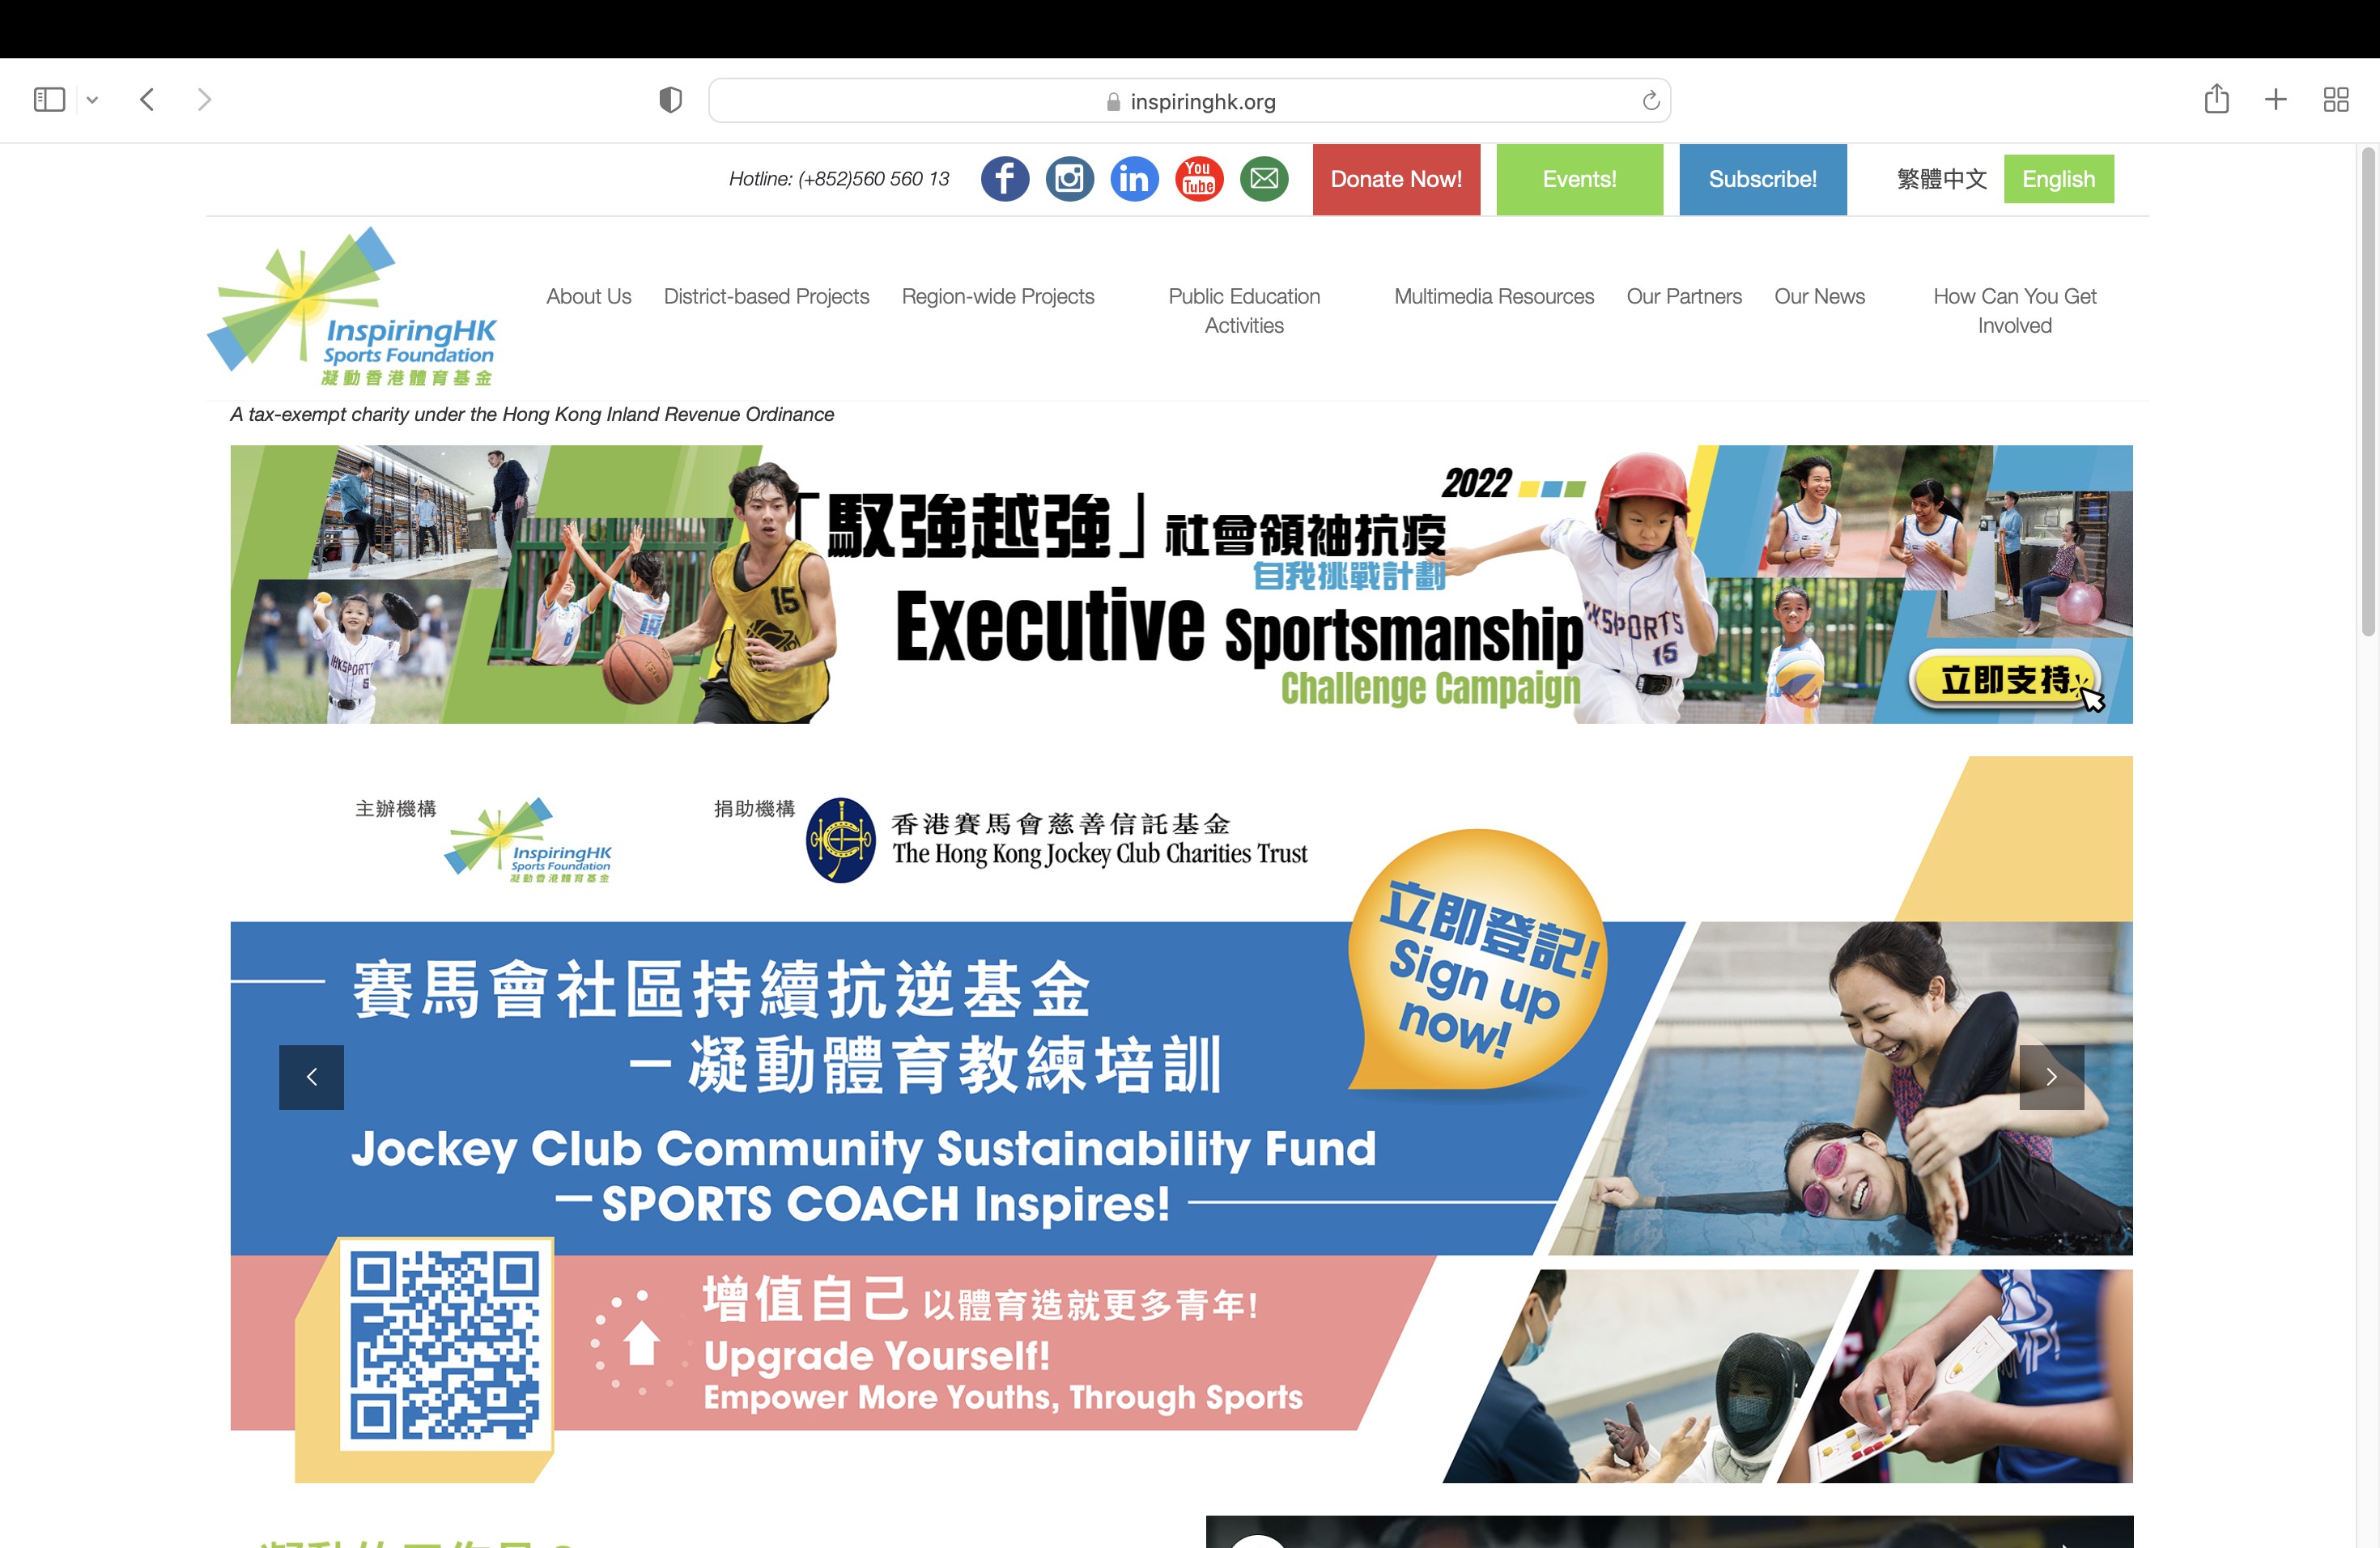 inspiringhk.org
Hotline: (+852)560 560 13
You
Tube
Donate Now!
Events!
Subscribe!
繁體中文
English
InspiringHK
Sports Foundation
凝動香港體育基金
About Us
District-based Projects
Region-wide Projects
Public Education
Activities
Multimedia Resources
Our Partners
Our News
How Can You Get
Involved
A tax-exempt charity under the Hong Kong Inland Revenue Ordinance
2022
「馭強越強」社會領袖抗疫
自我挑戰計劃
Executive Sportsmanship
Challenge Campaign
15
15
立即支持
主辦機構
InspiringHK
Sports Foundation
凝動香港體育基金
捐助機構
香港賽馬會慈善信託基金
The Hong Kong Jockey Club Charities Trust
立即登記!
Sign up
now!
賽馬會社區持續抗逆基金
－凝動體育教練培訓
Jockey Club Community Sustainability Fund
－SPORTS COACH Inspires!
增值自己 以體育造就更多青年!
Upgrade Yourself!
Empower More Youths, Through Sports